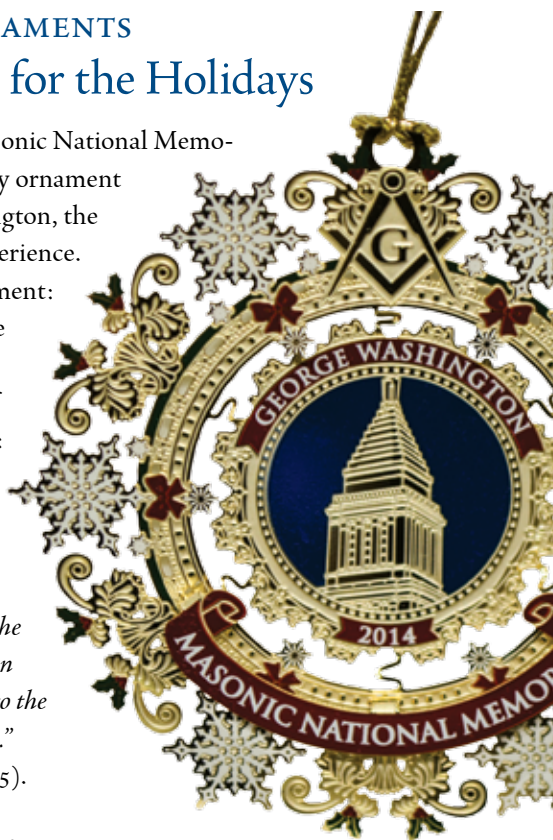 AMENTS
for the Holidays
onic National Memo-
y ornament
gton, the
erience.
ment:
e
he
n
o the
.”
5).
G
GEORGE WASHINGTON
2014
MASONIC NATIONAL MEMO